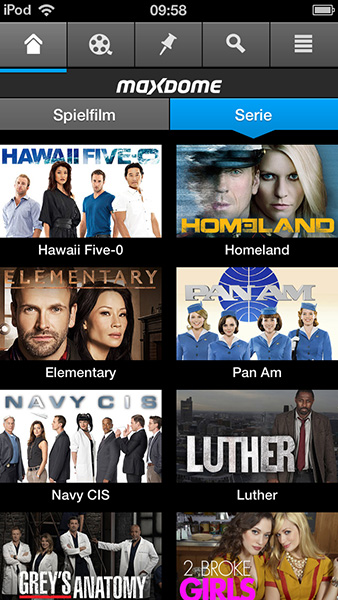 iPod 09:58
maxdome
Spielfilm Serie
HAWAII FIVE-O
HOMELAND
Hawaii Five-0 Homeland
ELEMENTARY
PAN AM
Elementary Pan Am
NAVY CIS
LUTHER
Navy CIS Luther
GREY'S ANATOMY
2 BROKE
GIRLS